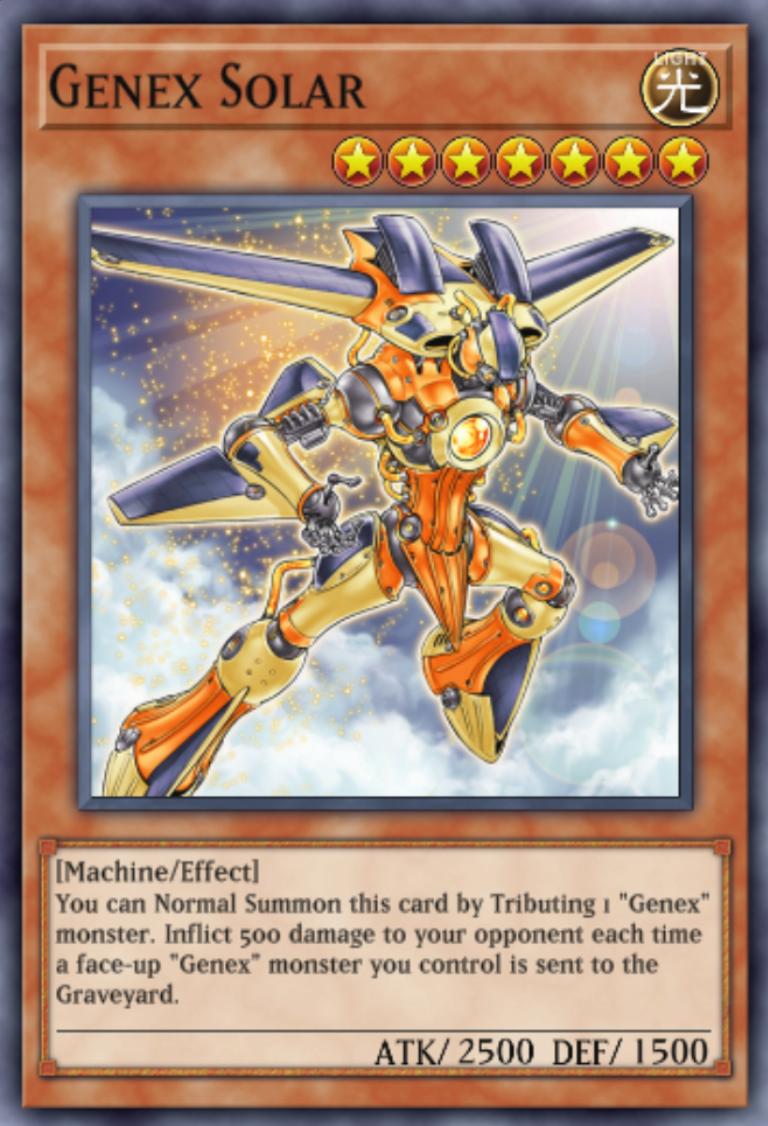 Genex Solar
LIGHT
光
[Machine/Effect]
You can Normal Summon this card by Tributing 1 "Genex"
monster. Inflict 500 damage to your opponent each time
a face-up "Genex" monster you control is sent to the
Graveyard.
ATK/ 2500 DEF/ 1500